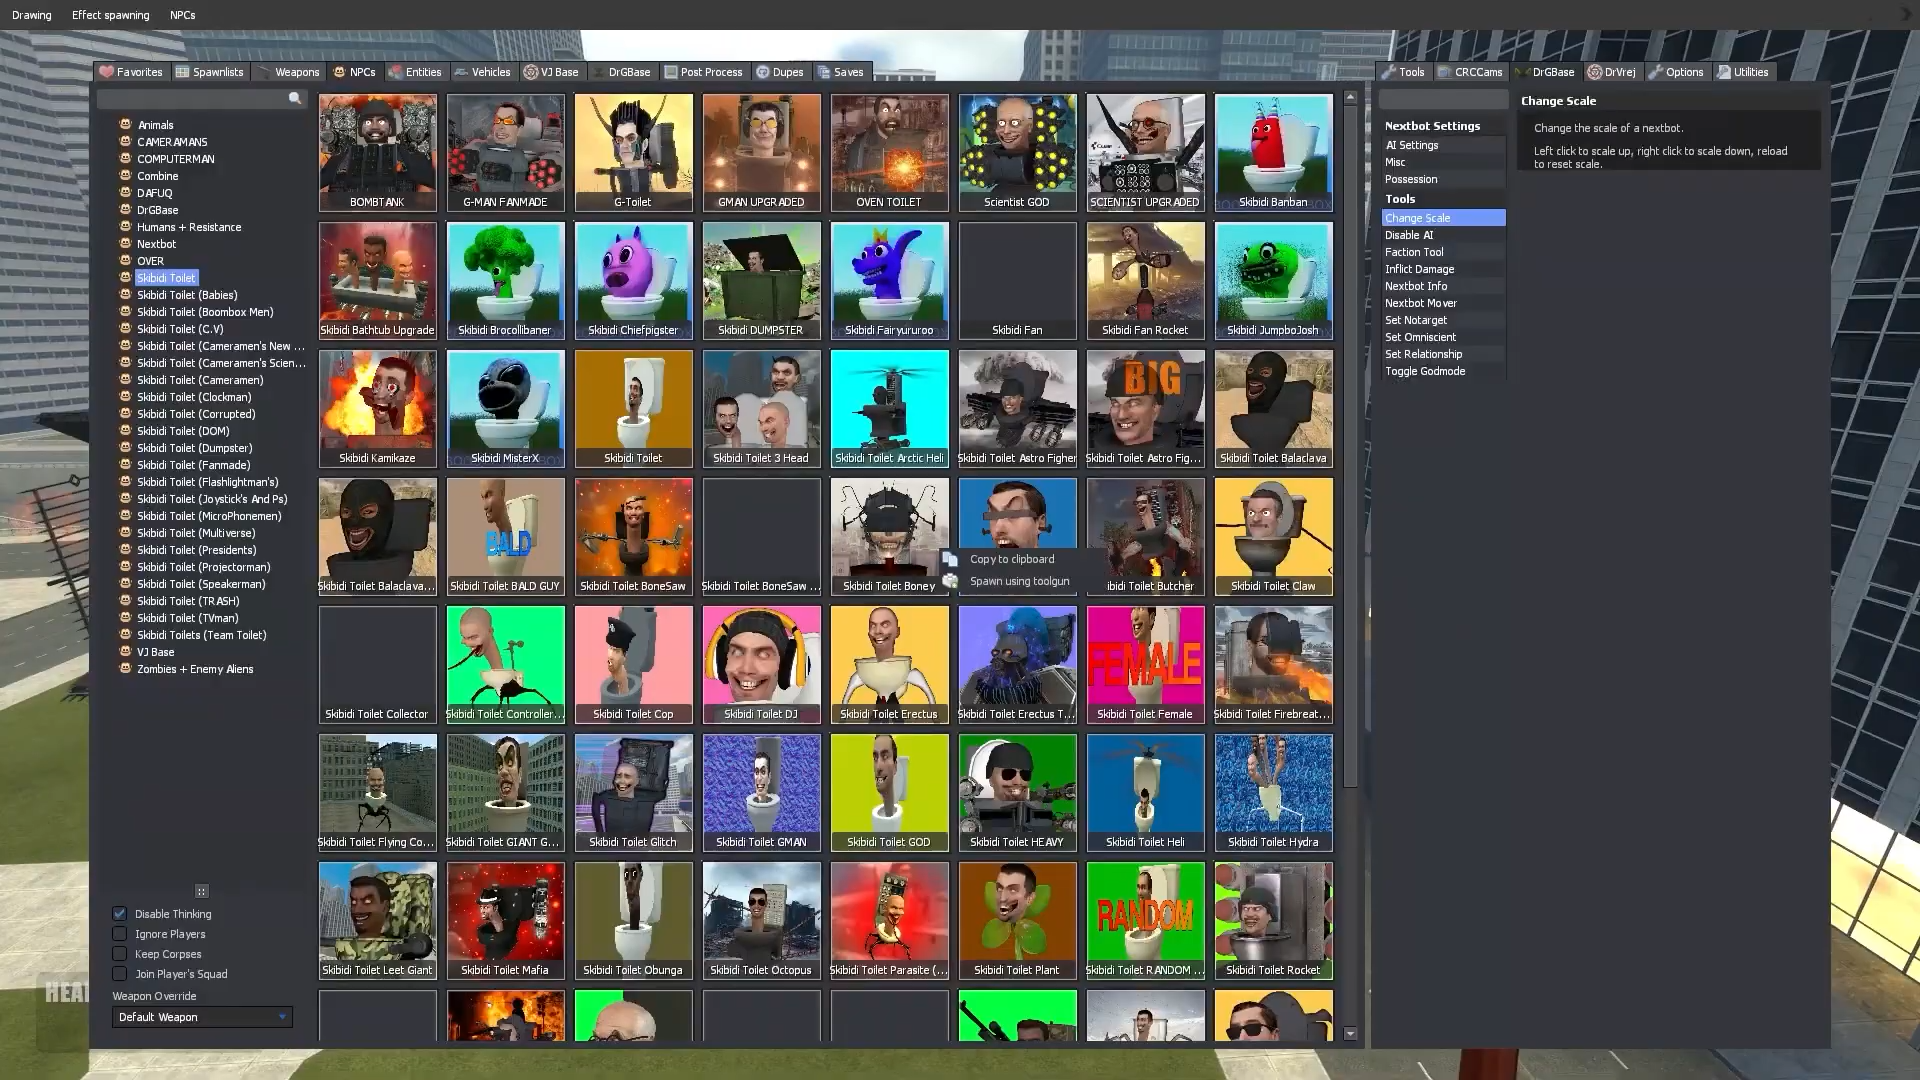 Drawing Effect spawning NPCs
Favorites Spawnlists Weapons NPCs Entities Vehicles VJ Base DrGBase Post Process Dupes Saves
Tools CRCCams DrGBase DrVrej Options Utilities
Animals
CAMERAMANS
COMPUTERMAN
Combine
DAFUQ
DrGBase
Humans + Resistance
Nextbot
OVER
Skibidi Toilet
Skibidi Toilet (Babies)
Skibidi Toilet (Boombox Men)
Skibidi Toilet (C.V)
Skibidi Toilet (Cameramen's New ...
Skibidi Toilet (Cameramen's Scien...
Skibidi Toilet (Cameramen)
Skibidi Toilet (Clockman)
Skibidi Toilet (Corrupted)
Skibidi Toilet (DOM)
Skibidi Toilet (Dumpster)
Skibidi Toilet (Fanmade)
Skibidi Toilet (Flashlightman's)
Skibidi Toilet (Joystick's And Ps)
Skibidi Toilet (MicroPhonemen)
Skibidi Toilet (Multiverse)
Skibidi Toilet (Presidents)
Skibidi Toilet (Projectorman)
Skibidi Toilet (Speakerman)
Skibidi Toilet (TRASH)
Skibidi Toilet (TVman)
Skibidi Toilets (Team Toilet)
VJ Base
Zombies + Enemy Aliens
Disable Thinking
Ignore Players
Keep Corpses
Join Player's Squad
Weapon Override
Default Weapon
HEA
BOMBTANK G-MAN FANMADE G-Toilet GMAN UPGRADED OVEN TOILET Scientist GOD SCIENTIST UPGRADED Skibidi Banban
Skibidi Bathtub Upgrade Skibidi Brocollibaner Skibidi Chiefpigster Skibidi DUMPSTER Skibidi Fairyururoo Skibidi Fan Skibidi Fan Rocket Skibidi JumpboJosh
BIG
Skibidi Kamikaze Skibidi MisterX Skibidi Toilet Skibidi Toilet 3 Head Skibidi Toilet Arctic Heli Skibidi Toilet Astro Figher Skibidi Toilet Astro Fig... Skibidi Toilet Balaclava
BALD
Copy to clipboard
Spawn using toolgun
Skibidi Toilet Balaclava... Skibidi Toilet BALD GUY Skibidi Toilet BoneSaw Skibidi Toilet BoneSaw ... Skibidi Toilet Boney ibidi Toilet Butcher Skibidi Toilet Claw
FEMALE
Skibidi Toilet Collector Skibidi Toilet Controller... Skibidi Toilet Cop Skibidi Toilet DJ Skibidi Toilet Erectus Skibidi Toilet Erectus T... Skibidi Toilet Female Skibidi Toilet Firebreat...
Skibidi Toilet Flying Co... Skibidi Toilet GIANT G... Skibidi Toilet Glitch Skibidi Toilet GMAN Skibidi Toilet GOD Skibidi Toilet HEAVY Skibidi Toilet Heli Skibidi Toilet Hydra
RANDOM
Skibidi Toilet Leet Giant Skibidi Toilet Mafia Skibidi Toilet Obunga Skibidi Toilet Octopus Skibidi Toilet Parasite (... Skibidi Toilet Plant Skibidi Toilet RANDOM ... Skibidi Toilet Rocket
Nextbot Settings
AI Settings
Misc
Possession
Tools
Change Scale
Disable AI
Faction Tool
Inflict Damage
Nextbot Info
Nextbot Mover
Set Notarget
Set Omniscient
Set Relationship
Toggle Godmode
Change Scale
Change the scale of a nextbot.
Left click to scale up, right click to scale down, reload
to reset scale.